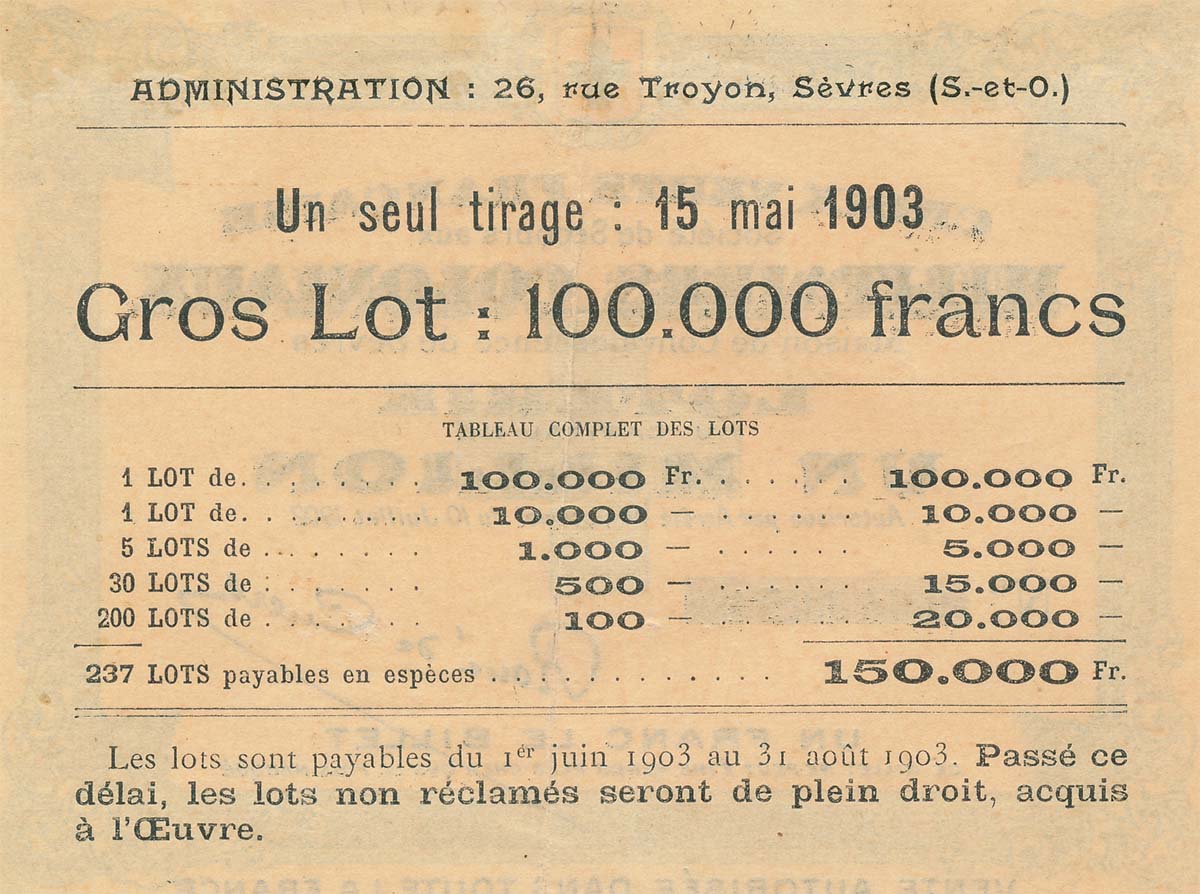 ADMINISTRATION : 26, rue Troyon, Sèvres (S.-et-O.)
Un seul tirage : 15 mai 1903
Gros Lot : 100.000 francs
TABLEAU COMPLET DES LOTS
1 LOT de. . . . . . . 100.000 Fr. . . . . . . 100.000 Fr.
1 LOT de. . . . . . . 10.000 — . . . . . . 10.000 —
5 LOTS de . . . . . . . 1.000 — . . . . . . 5.000 —
30 LOTS de . . . . . . . 500 — . . . . . . 15.000 —
200 LOTS de . . . . . . . 100 — . . . . . . 20.000 —
237 LOTS payables en espèces . . . . . . . . . . . . . 150.000 Fr.
Les lots sont payables du 1er juin 1903 au 31 août 1903. Passé ce
délai, les lots non réclamés seront de plein droit, acquis
à l'Œuvre.